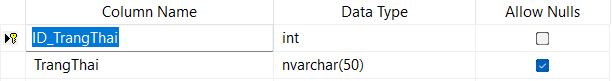 Column Name Data Type Allow Nulls
ID_TrangThai int
TrangThai nvarchar(50)